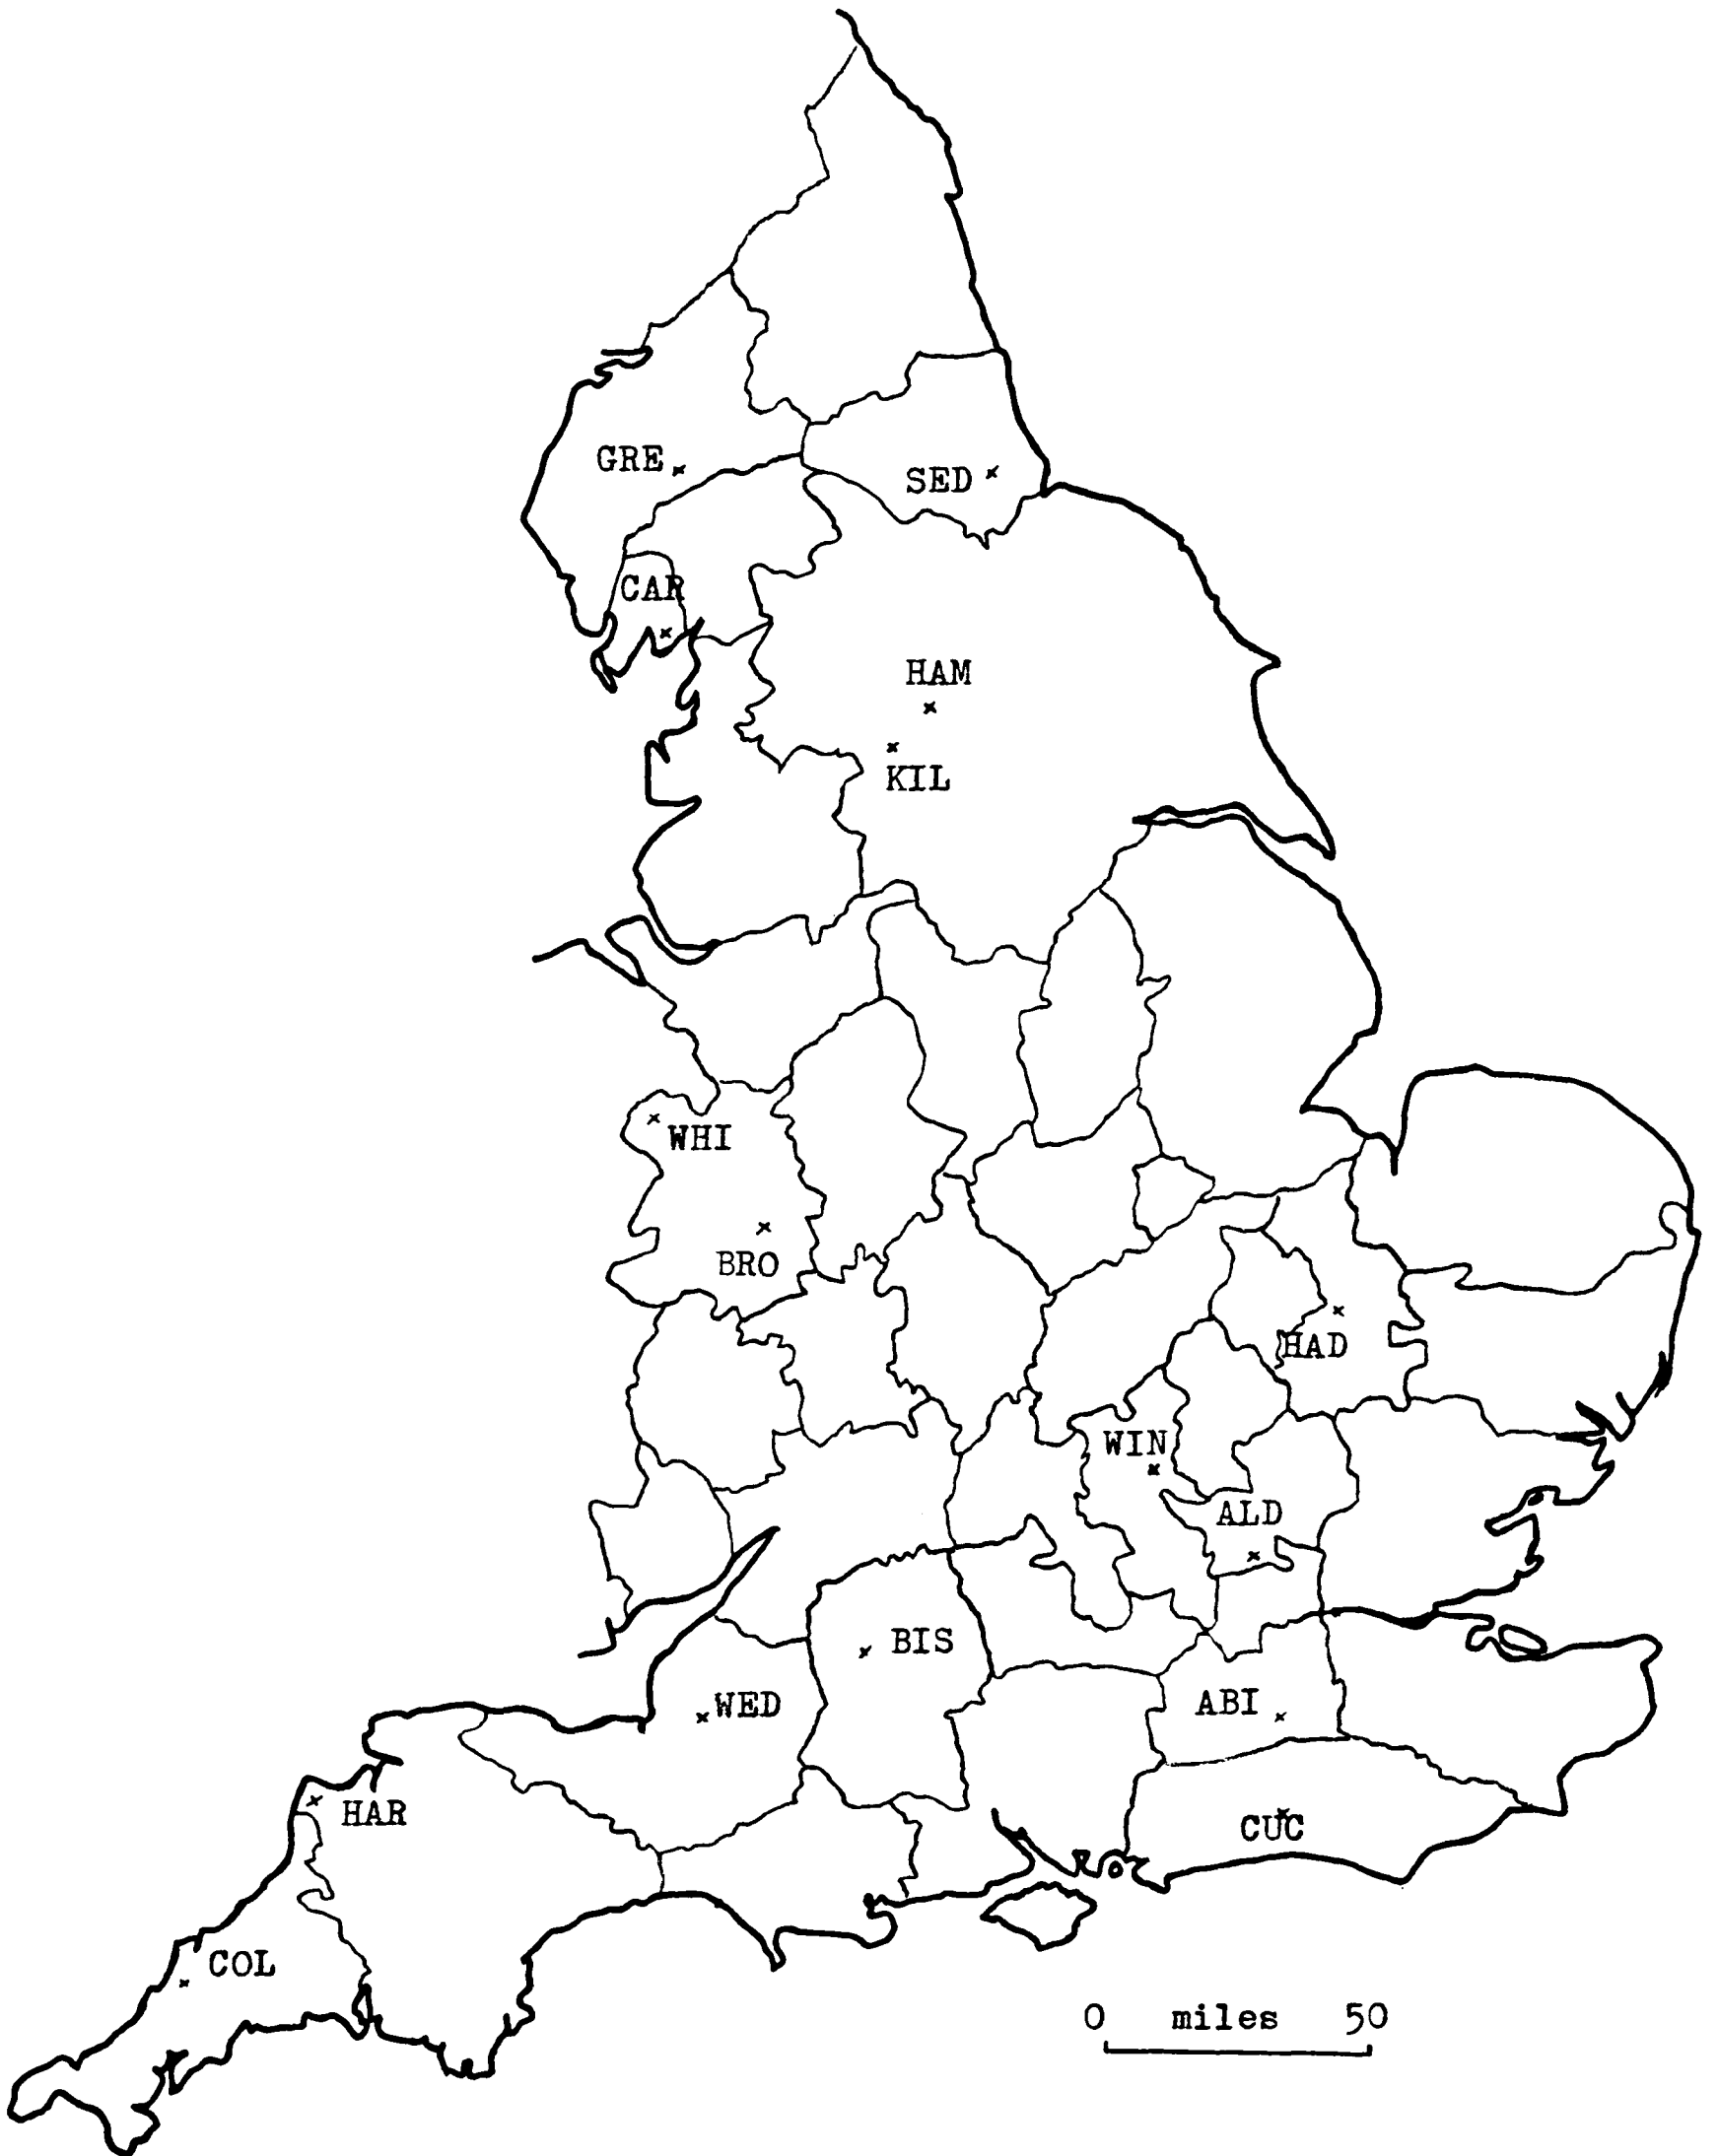 GRE
SED
CAR
HAM
KIL
WHI
BRO
HAD
WIN
ALD
BIS
WED
ABI
HAR
CUC
COL
0 miles 50